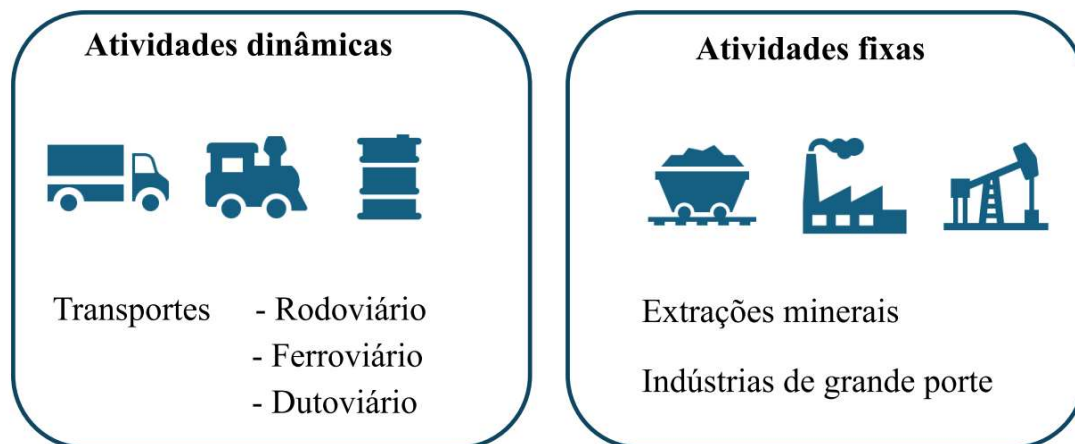 Atividades dinâmicas
Transportes - Rodoviário
- Ferroviário
- Dutoviário
Atividades fixas
Extrações minerais
Indústrias de grande porte